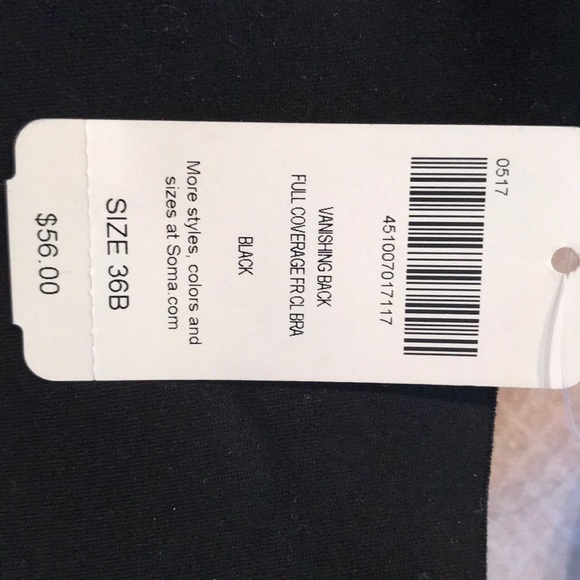 0517
451007017117
VANISHING BACK
FULL COVERAGE FR CL BRA
BLACK
More styles, colors and
sizes at Soma.com
SIZE 36B
$56.00